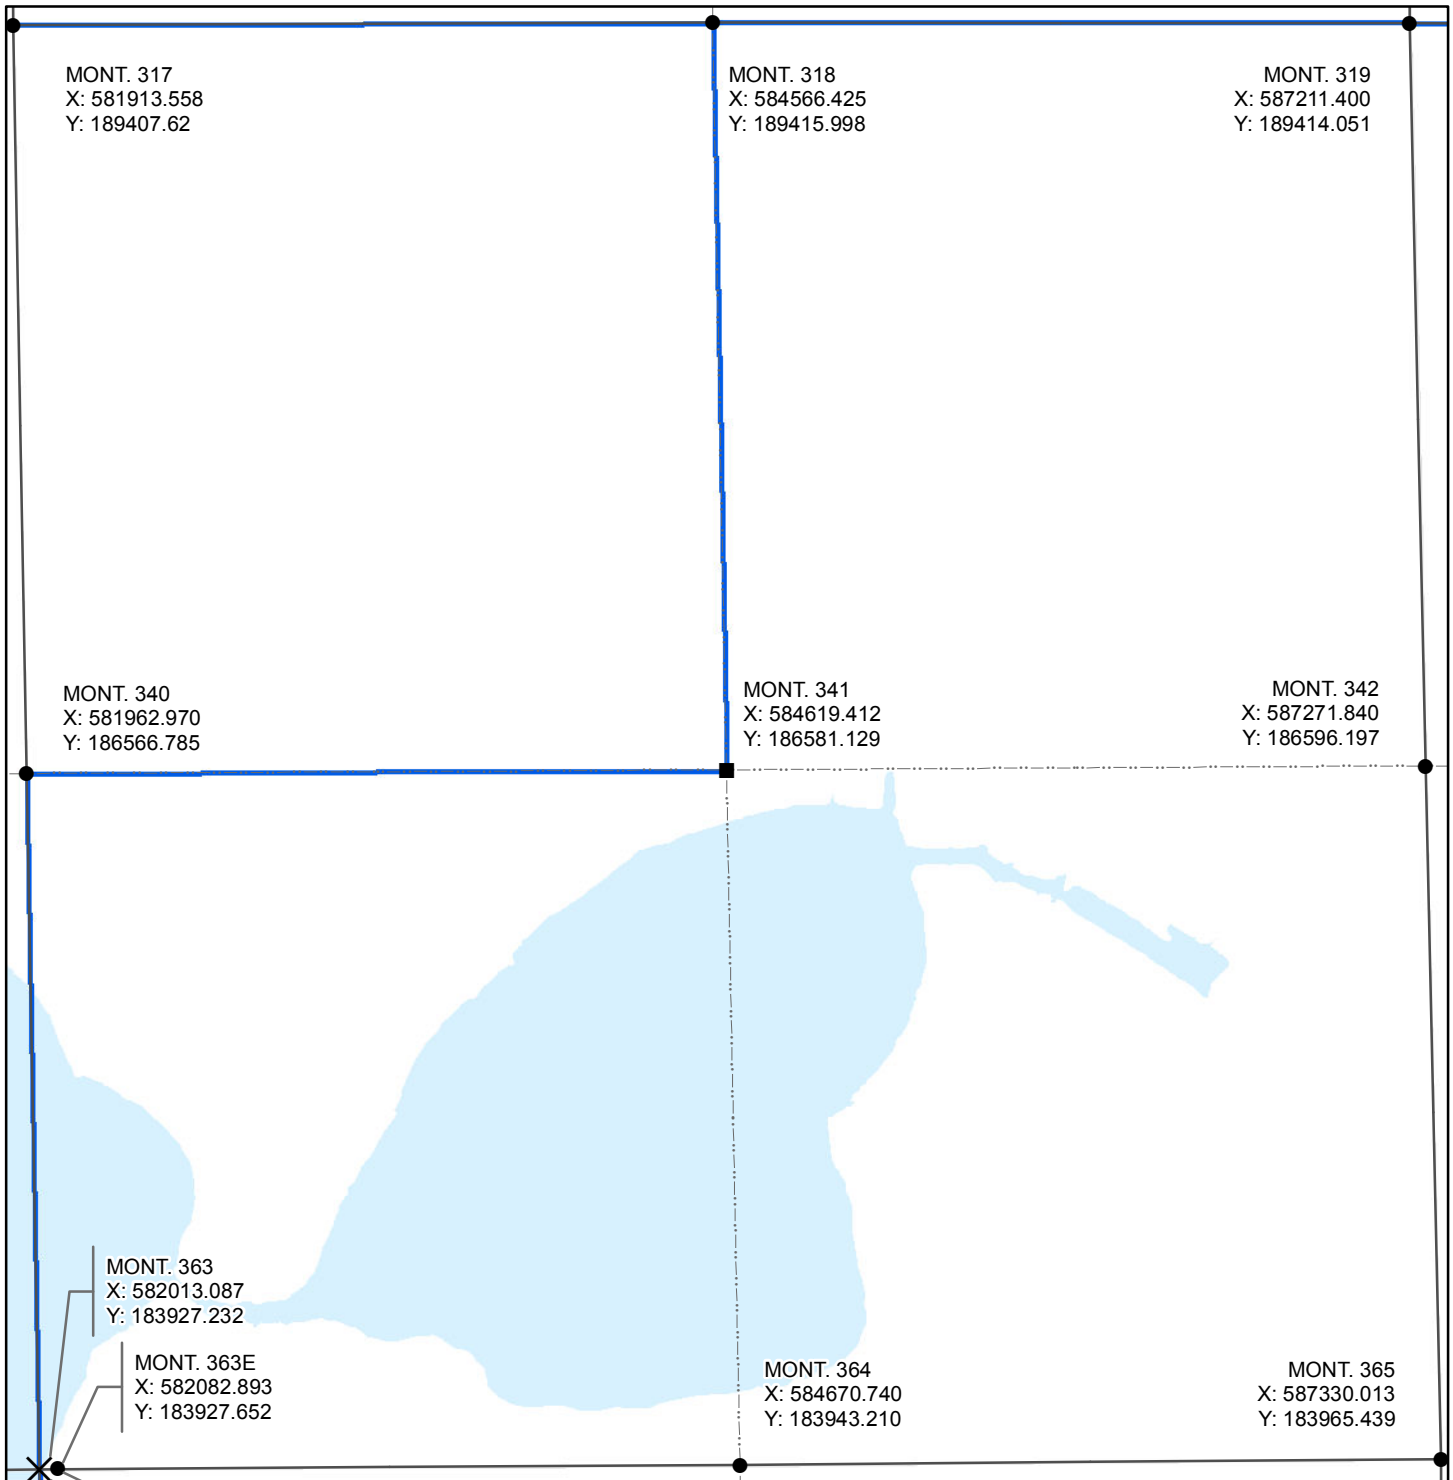 MONT. 317
X: 581913.558
Y: 189407.62
MONT. 318
X: 584566.425
Y: 189415.998
MONT. 319
X: 587211.400
Y: 189414.051
MONT. 340
X: 581962.970
Y: 186566.785
MONT. 341
X: 584619.412
Y: 186581.129
MONT. 342
X: 587271.840
Y: 186596.197
MONT. 363
X: 582013.087
Y: 183927.232
MONT. 363E
X: 582082.893
Y: 183927.652
MONT. 364
X: 584670.740
Y: 183943.210
MONT. 365
X: 587330.013
Y: 183965.439